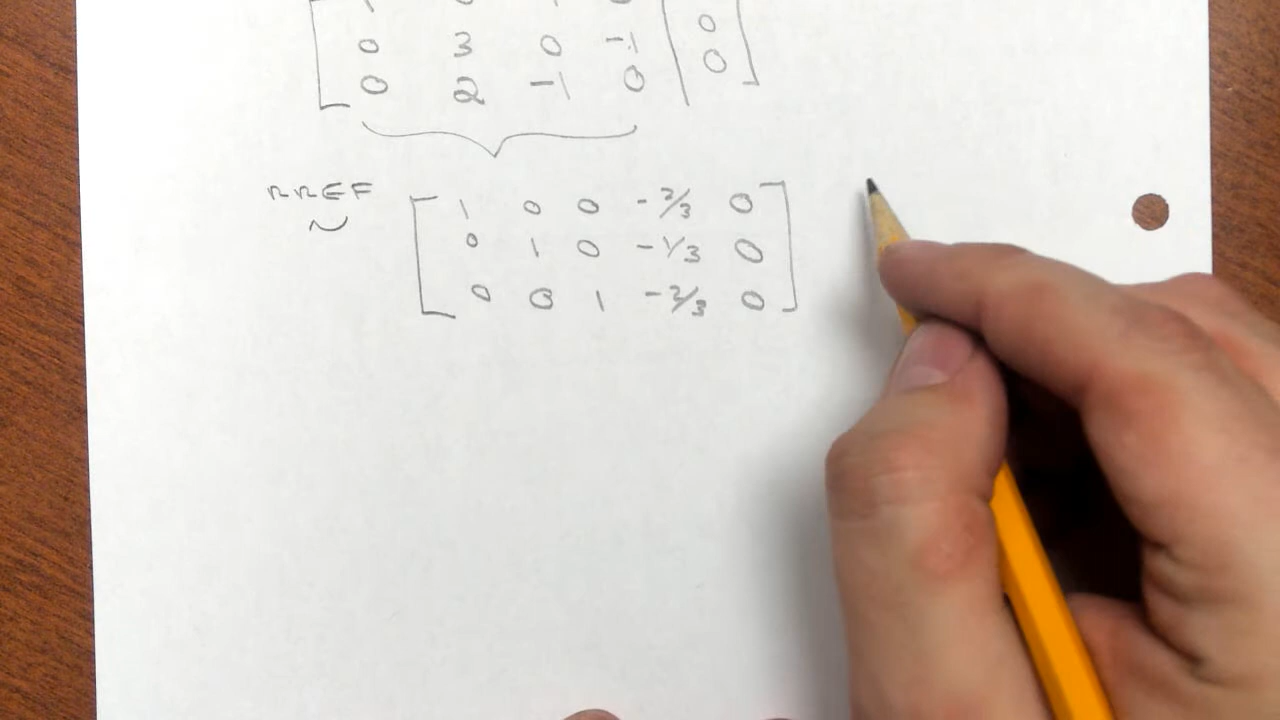 0 3 0 -1 0
0 2 -1 0 0
RREF
~
1 0 0 -2/3 0
0 1 0 -1/3 0
0 0 1 -2/3 0